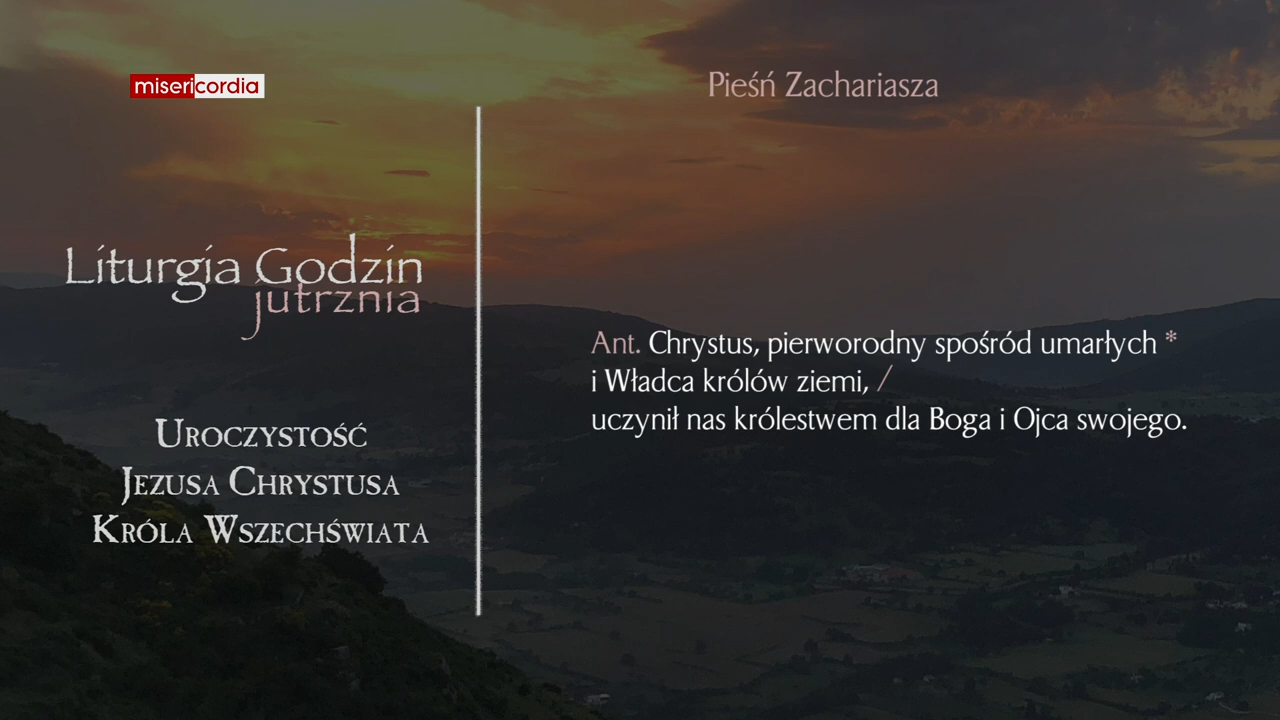 misericordia
Pieśń Zachariasza
Liturgia Godzin
jutrznia
Uroczystość
Jezusa Chrystusa
Króla Wszechświata
Ant. Chrystus, pierworodny spośród umarłych *
i Władca królów ziemi, /
uczynił nas królestwem dla Boga i Ojca swojego.